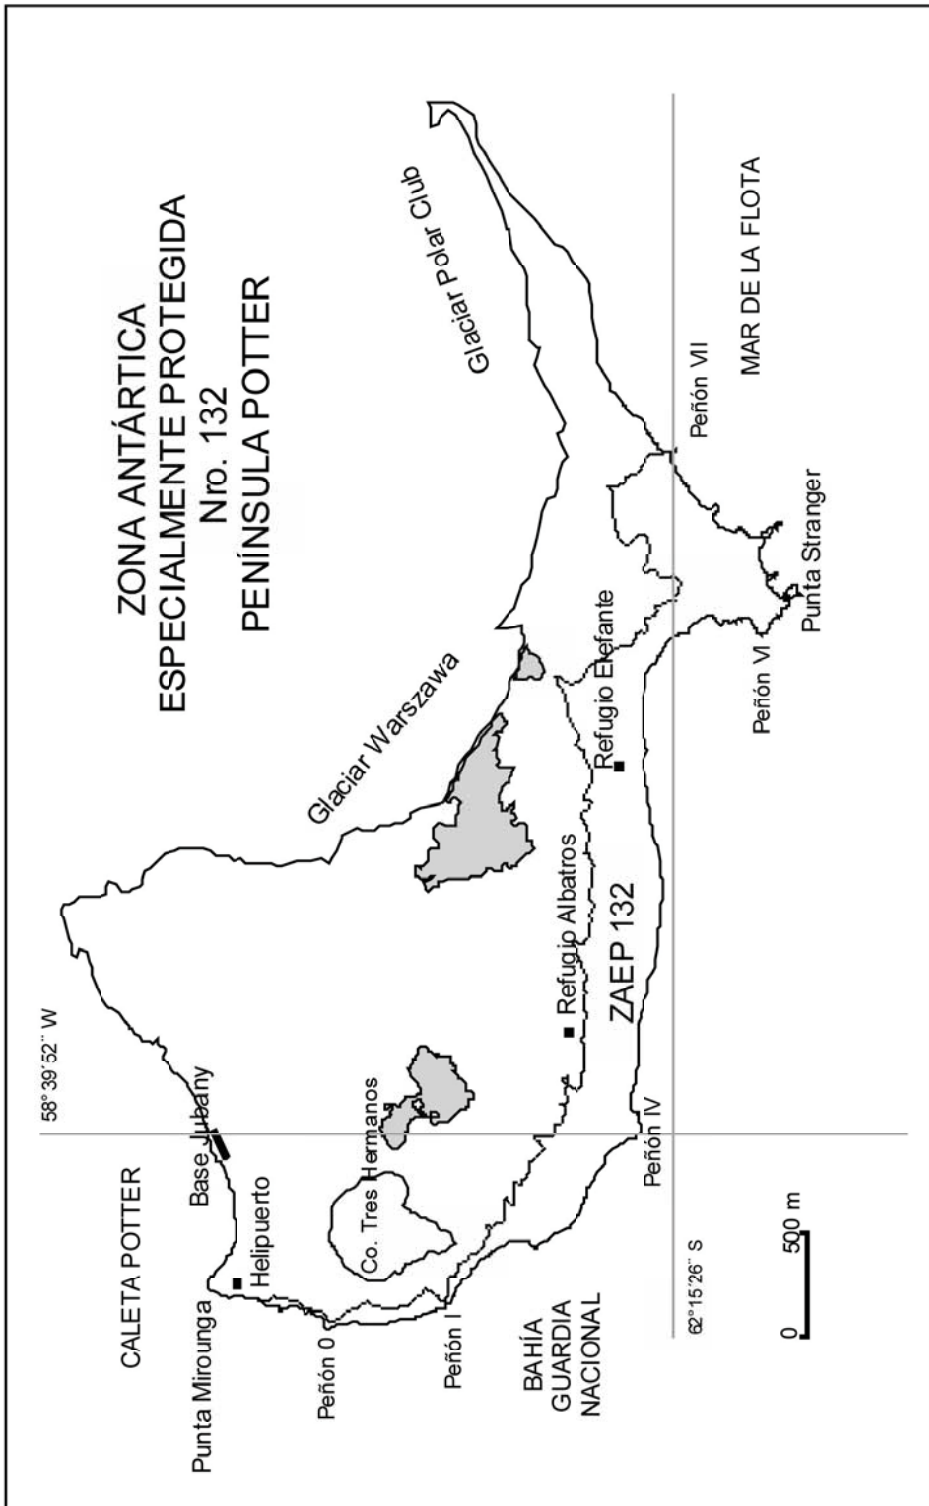 ZONA ANTÁRTICA
ESPECIALMENTE PROTEGIDA
Nro. 132
PENÍNSULA POTTER
CALETA POTTER
58° 39´52¨ W
Punta Mirounga
Helipuerto
Base Jubany
Peñón 0
Co. Tres Hermanos
Glaciar Warszawa
Glaciar Polar Club
Peñón I
BAHÍA
GUARDIA
NACIONAL
Refugio Albatros
Refugio Elefante
ZAEP 132
Peñón IV
Peñón VII
62°15´26¨ S
MAR DE LA FLOTA
Peñón VI
Punta Stranger
0 500 m